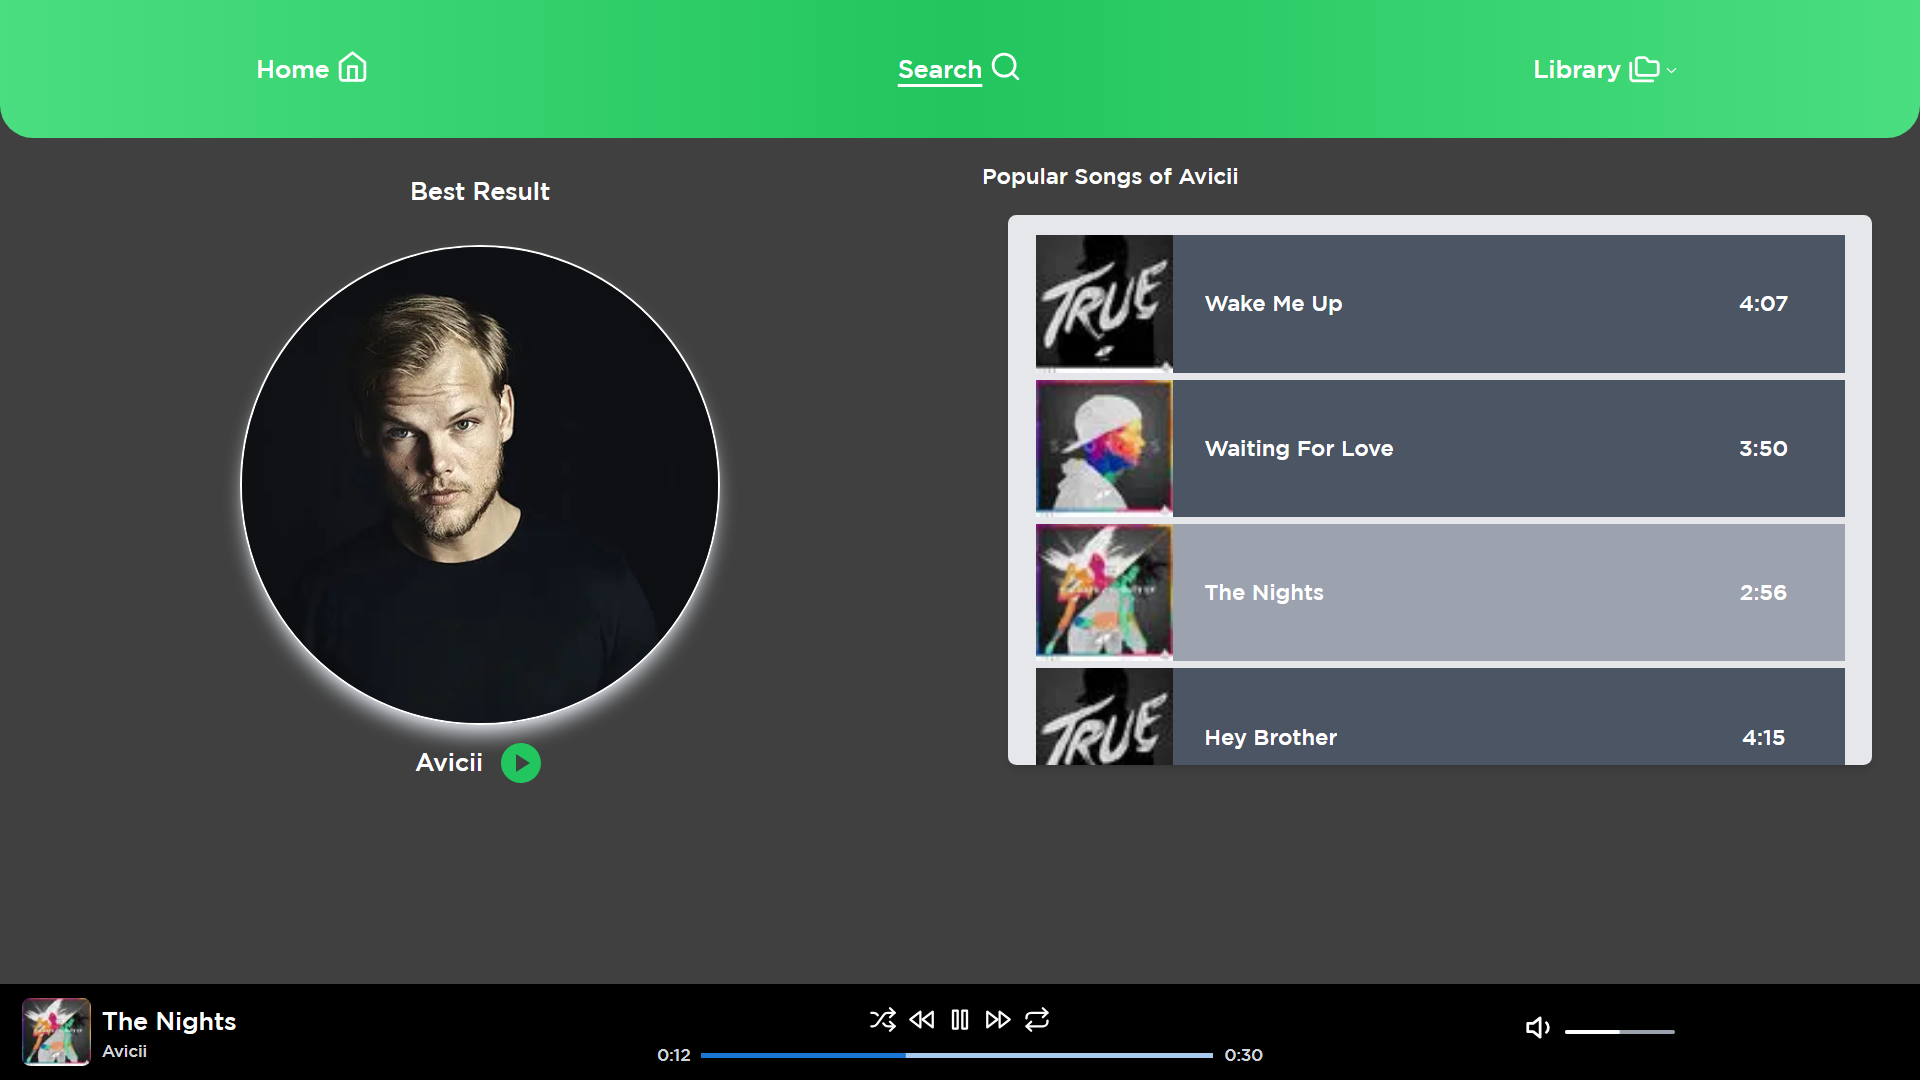 Home
Search
Library
Best Result
Avicii
Popular Songs of Avicii
TRUE
Wake Me Up 4:07
Waiting For Love 3:50
The Nights 2:56
TRUE
Hey Brother 4:15
The Nights
Avicii
0:12
0:30